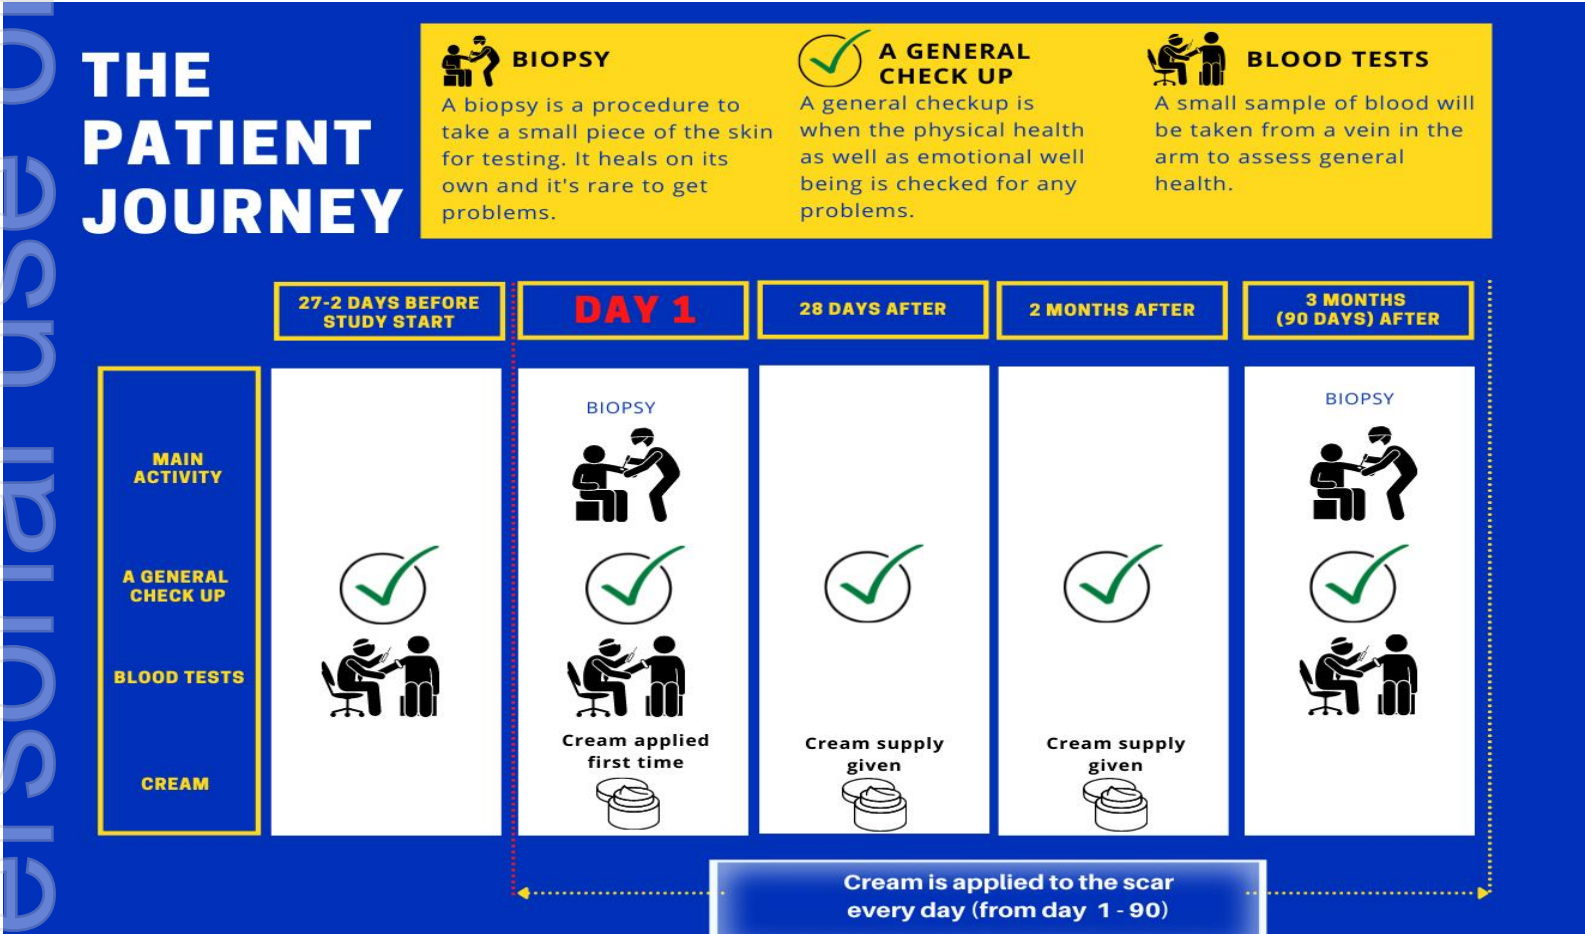 THE
PATIENT
JOURNEY
BIOPSY
A biopsy is a procedure to
take a small piece of the skin
for testing. It heals on its
own and it's rare to get
problems.
A GENERAL
CHECK UP
A general checkup is
when the physical health
as well as emotional well
being is checked for any
problems.
BLOOD TESTS
A small sample of blood will
be taken from a vein in the
arm to assess general
health.
27-2 DAYS BEFORE
STUDY START
DAY 1
28 DAYS AFTER
2 MONTHS AFTER
3 MONTHS
(90 DAYS) AFTER
MAIN
ACTIVITY
BIOPSY
BIOPSY
A GENERAL
CHECK UP
BLOOD TESTS
CREAM
Cream applied
first time
Cream supply
given
Cream supply
given
Cream is applied to the scar
every day (from day 1 - 90)
ersonal use o